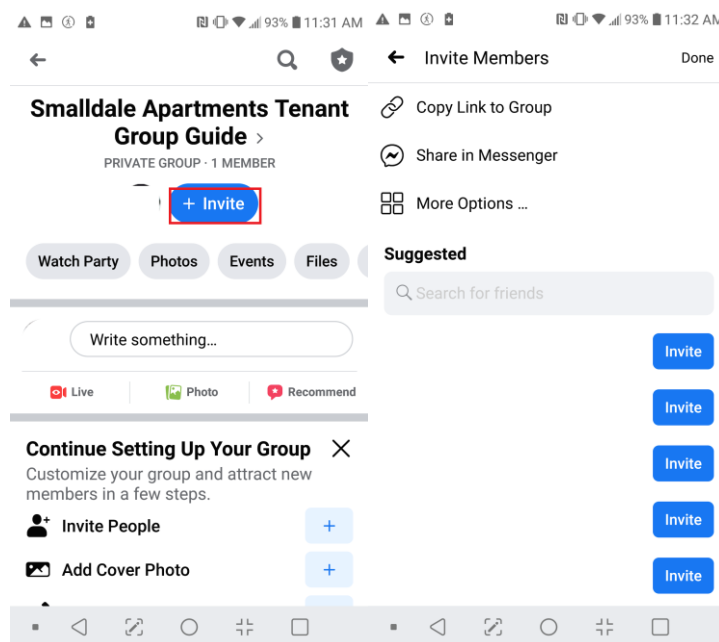 93% 11:31 AM
Smalldale Apartments Tenant
Group Guide >
PRIVATE GROUP · 1 MEMBER
+ Invite
Watch Party Photos Events Files
Write something...
Live Photo Recommend
Continue Setting Up Your Group
Customize your group and attract new
members in a few steps.
Invite People +
Add Cover Photo +
93% 11:32 AM
Invite Members Done
Copy Link to Group
Share in Messenger
More Options ...
Suggested
Search for friends
Invite
Invite
Invite
Invite
Invite